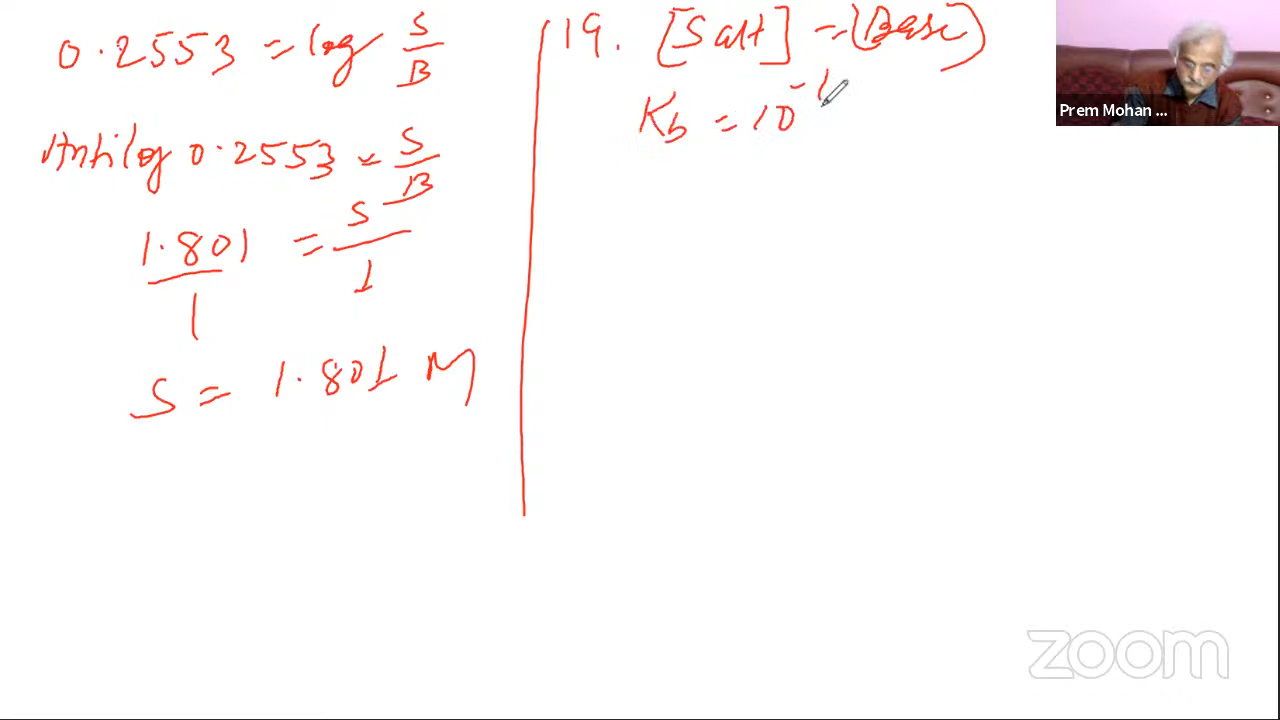 0.2553 = log S/B
Antilog 0.2553 = S/B
1.801/1 = S/1
S = 1.801 M
19. [Salt] = [Base]
Kb = 10^-1
Prem Mohan ...
zoom